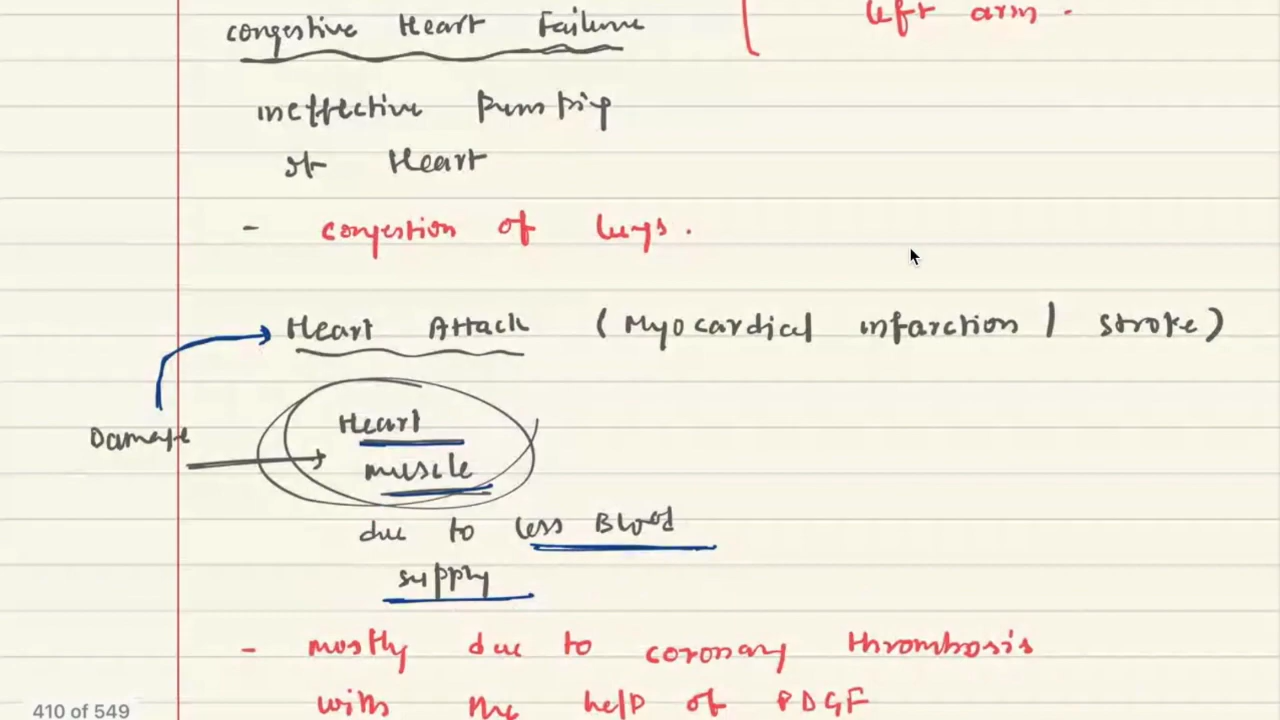 congestive Heart Failure
left arm.
ineffective Pumping
of Heart
- congestion of lungs.
Heart Attack (Myocardial infarction / stroke)
Heart
Damage
muscle
due to less Blood
supply
- mostly due to coronary thrombosis
with the help of PDGF
410 of 549